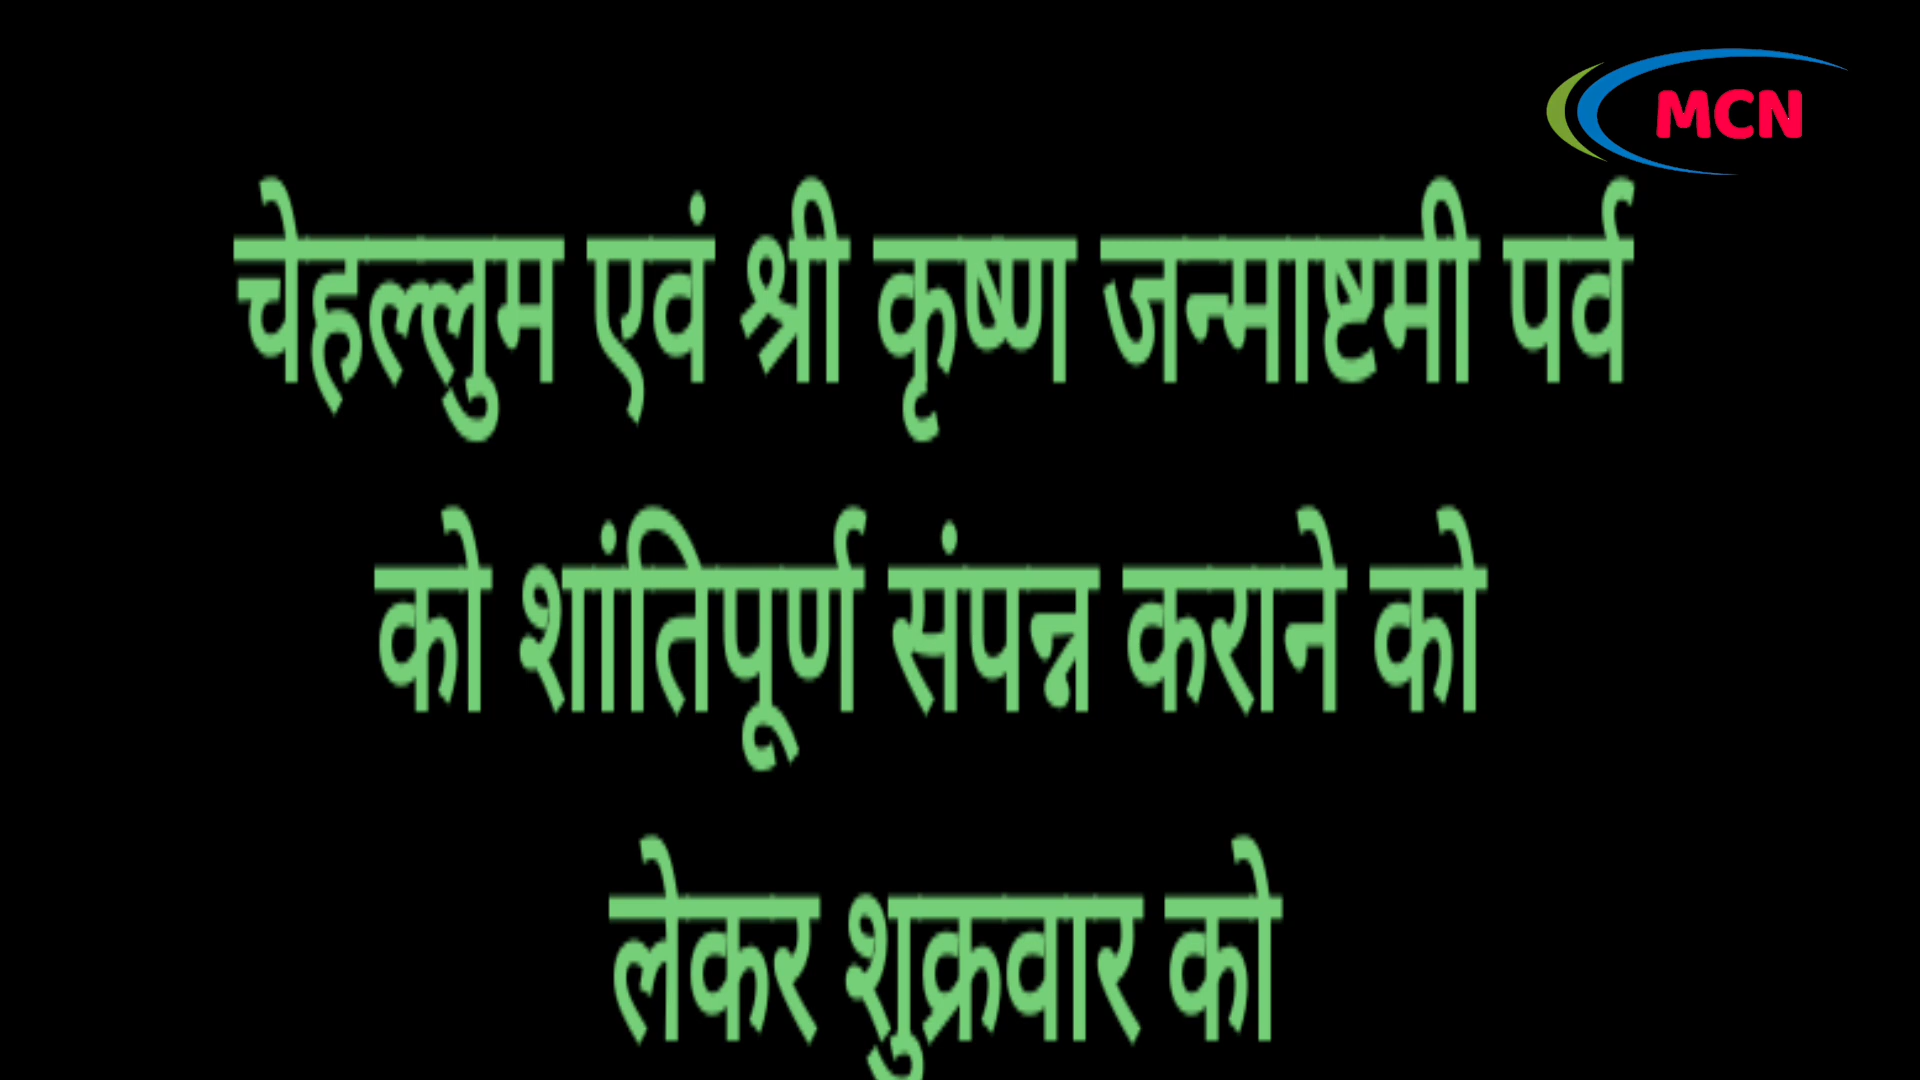 MCN
चेहल्लुम एवं श्री कृष्ण जन्माष्टमी पर्व
को शांतिपूर्ण संपन्न कराने को
लेकर शुक्रवार को